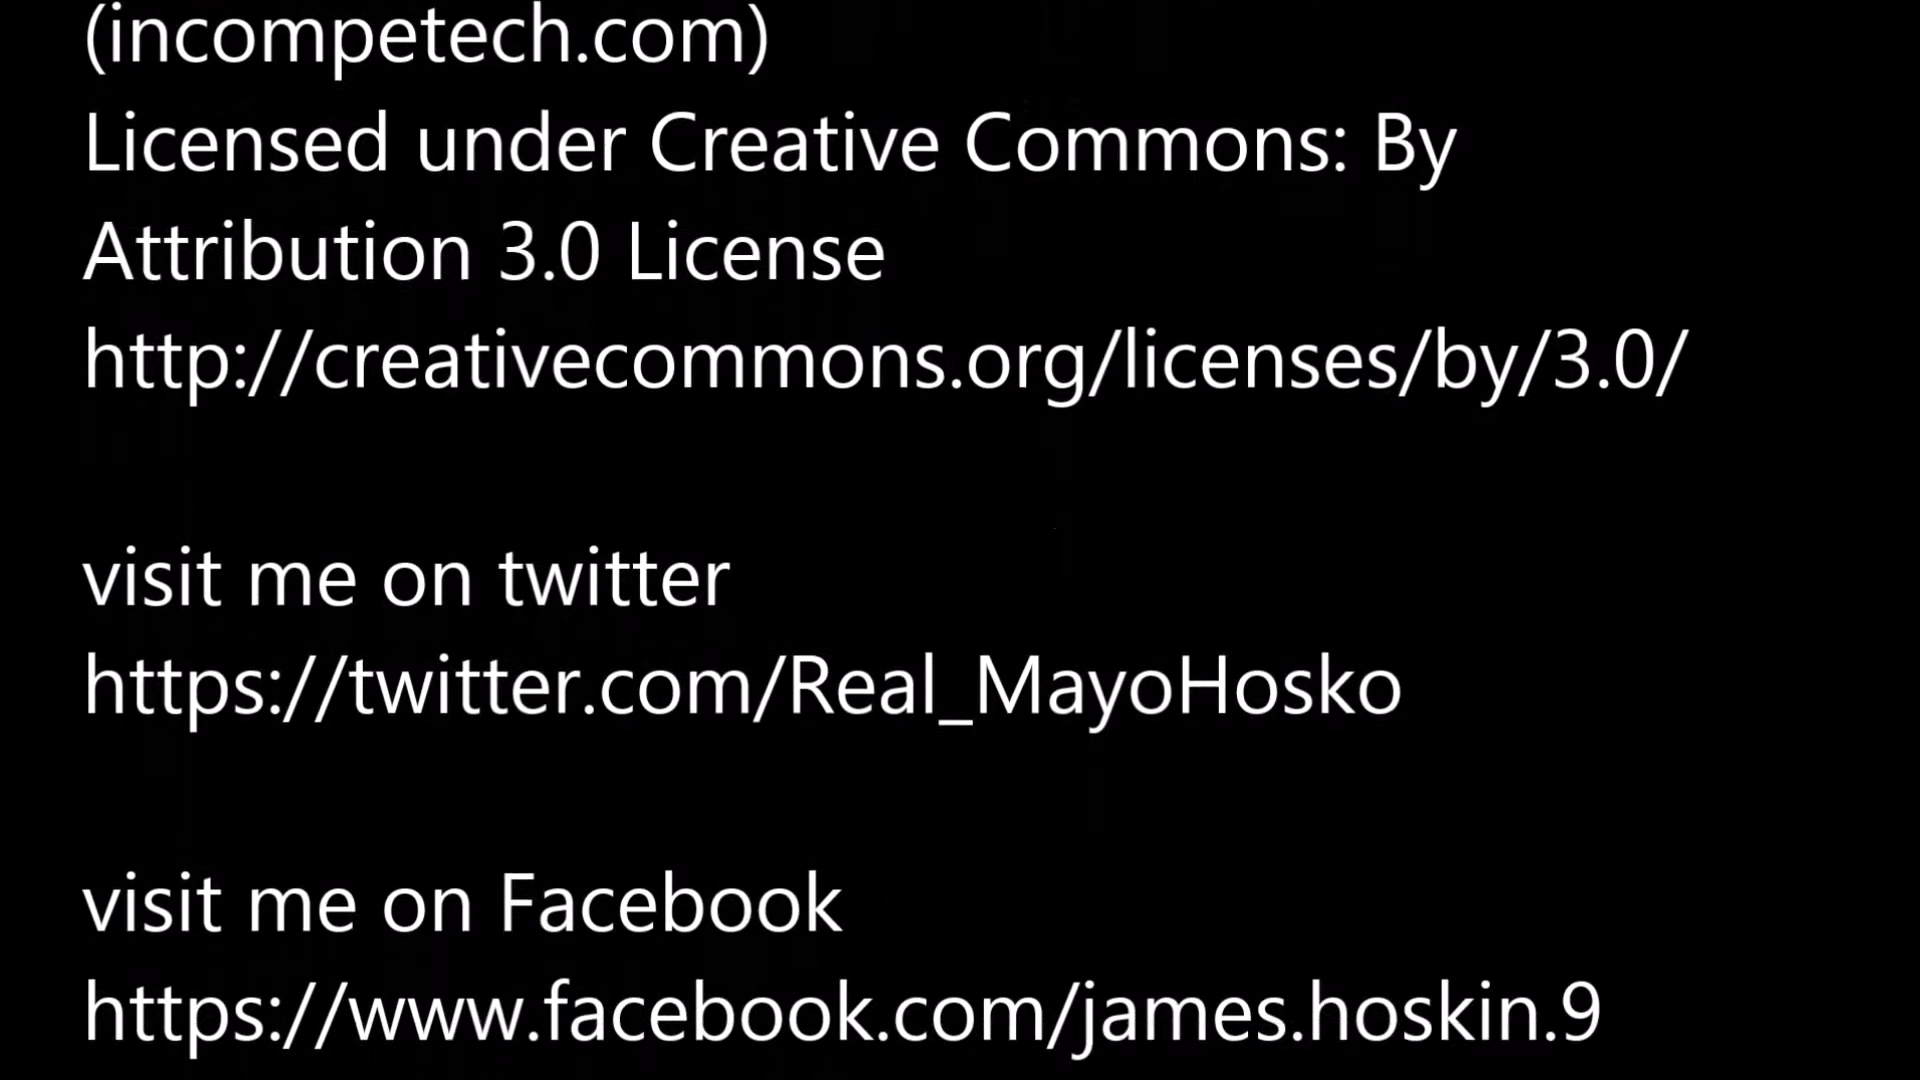 (incompetech.com)
Licensed under Creative Commons: By
Attribution 3.0 License
http://creativecommons.org/licenses/by/3.0/
visit me on twitter
https://twitter.com/Real_MayoHosko
visit me on Facebook
https://www.facebook.com/james.hoskin.9